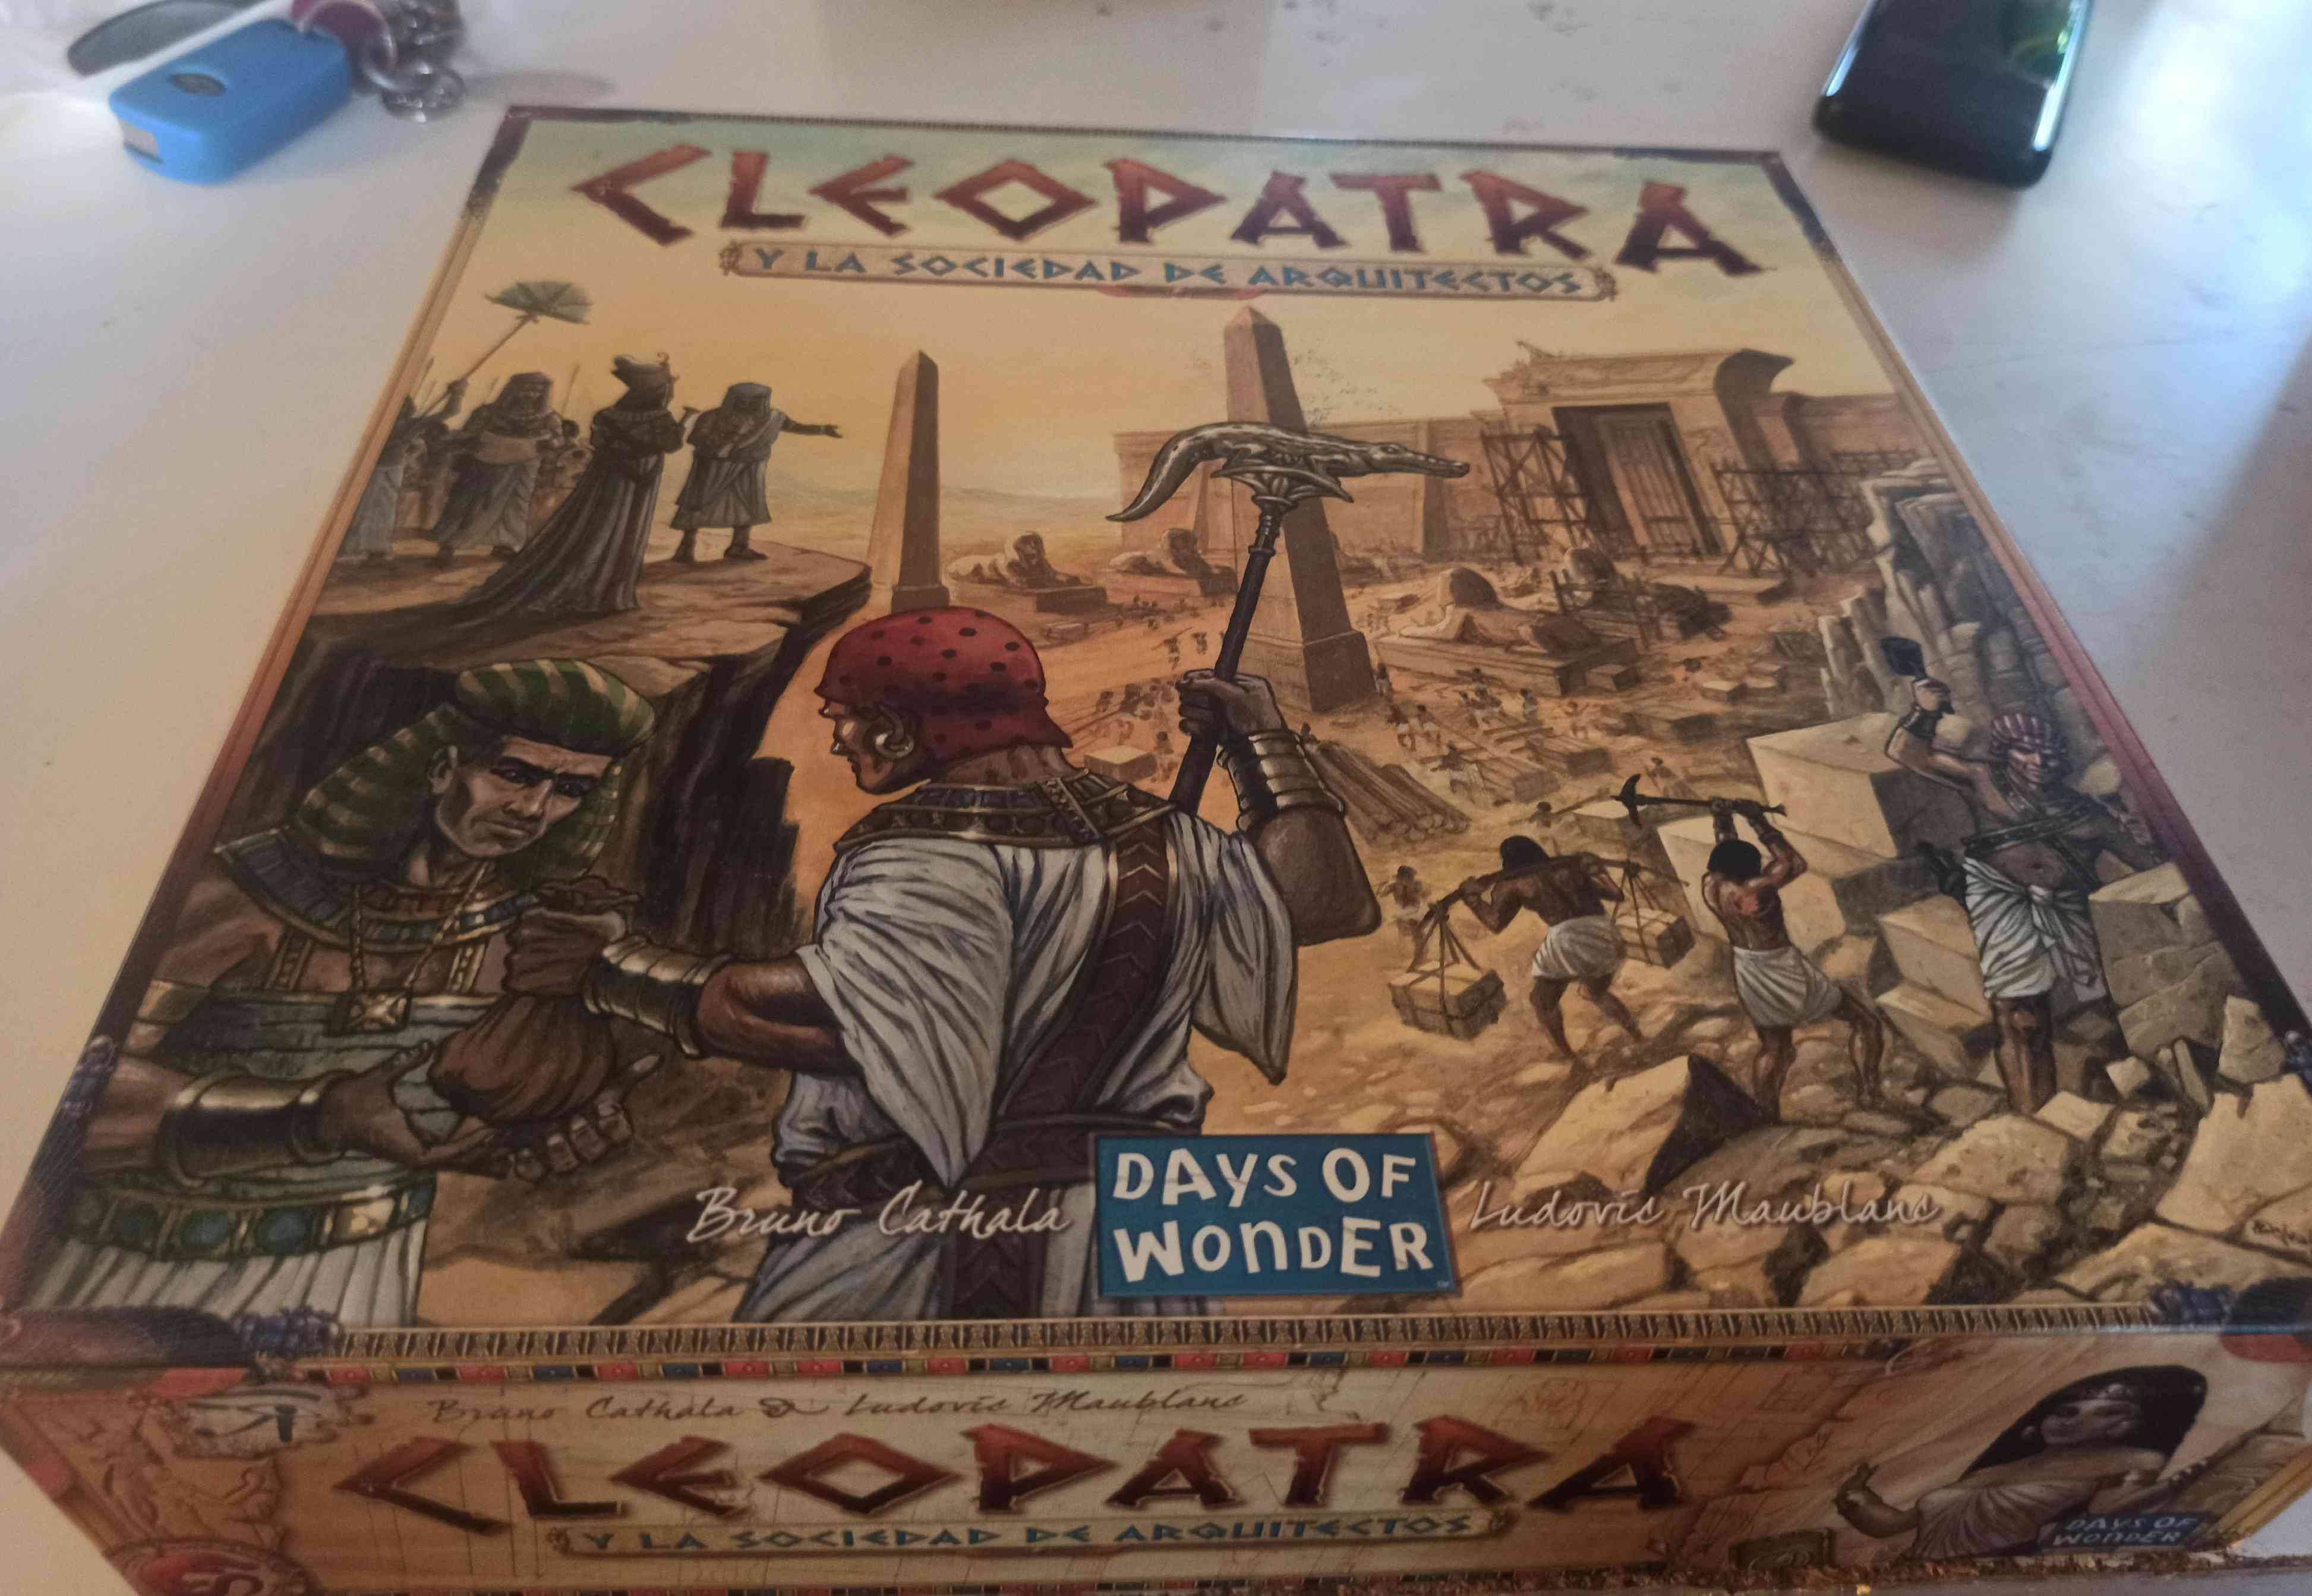 CLEOPATRA
Y LA SOCIEDAD DE ARQUITECTOS
Bruno Cathala
DAYS OF
WONDER
Ludovic Maublanc
Bruno Cathala & Ludovic Maublanc
CLEOPATRA
Y LA SOCIEDAD DE ARQUITECTOS
DAYS OF
WONDER